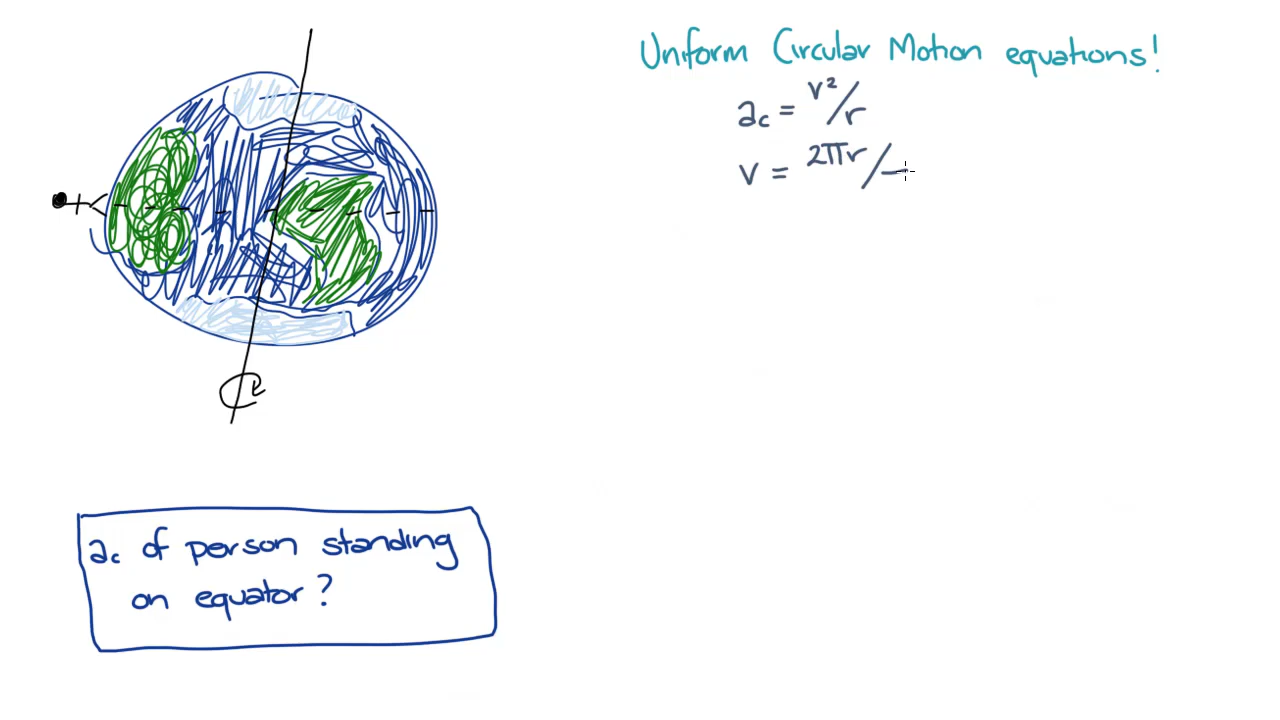 Uniform Circular Motion equations!
ac = v²/r
v = 2πr/
ac of person standing
on equator?